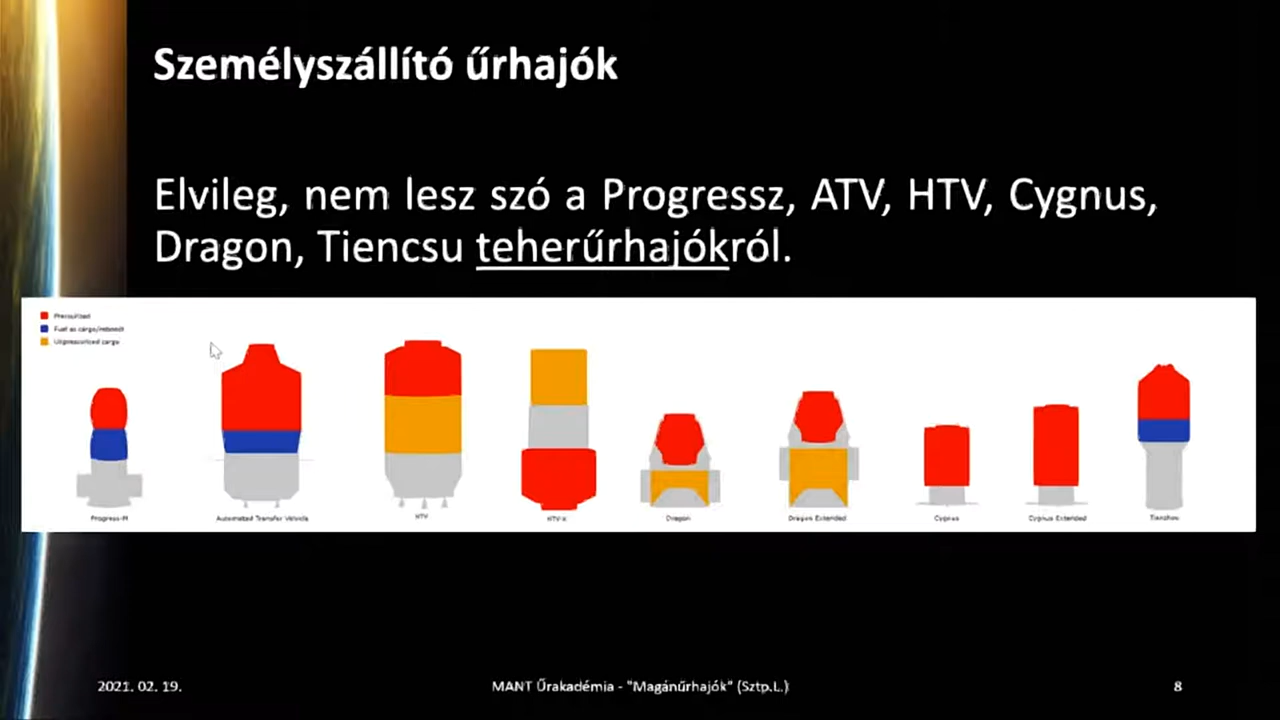 Személyszállító űrhajók
Elvileg, nem lesz szó a Progressz, ATV, HTV, Cygnus,
Dragon, Tiencsu teherűrhajókról.
Pressurized
Fuel as cargo/reboost
Unpressurized cargo
Progress-M
Automated Transfer Vehicle
HTV
HTV-X
Dragon
Dragon Extended
Cygnus
Cygnus Extended
Tianzhou
2021. 02. 19.
MANT Űrakadémia - "Magánűrhajók" (Sztp.L.)
8